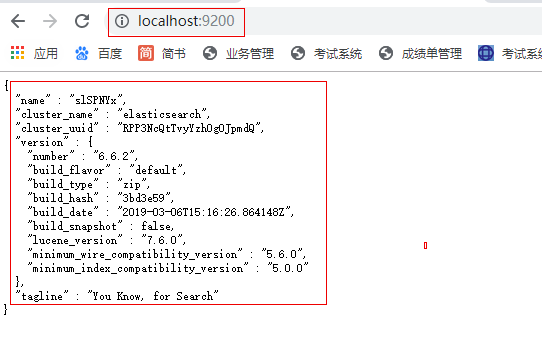 localhost:9200
应用 百度 简 简书 业务管理 考试系统 成绩单管理 考试系统
{
"name" : "slSPNYx",
"cluster_name" : "elasticsearch",
"cluster_uuid" : "RPP3NcQtTvyYzhOgOJpmdQ",
"version" : {
"number" : "6.6.2",
"build_flavor" : "default",
"build_type" : "zip",
"build_hash" : "3bd3e59",
"build_date" : "2019-03-06T15:16:26.864148Z",
"build_snapshot" : false,
"lucene_version" : "7.6.0",
"minimum_wire_compatibility_version" : "5.6.0",
"minimum_index_compatibility_version" : "5.0.0"
},
"tagline" : "You Know, for Search"
}